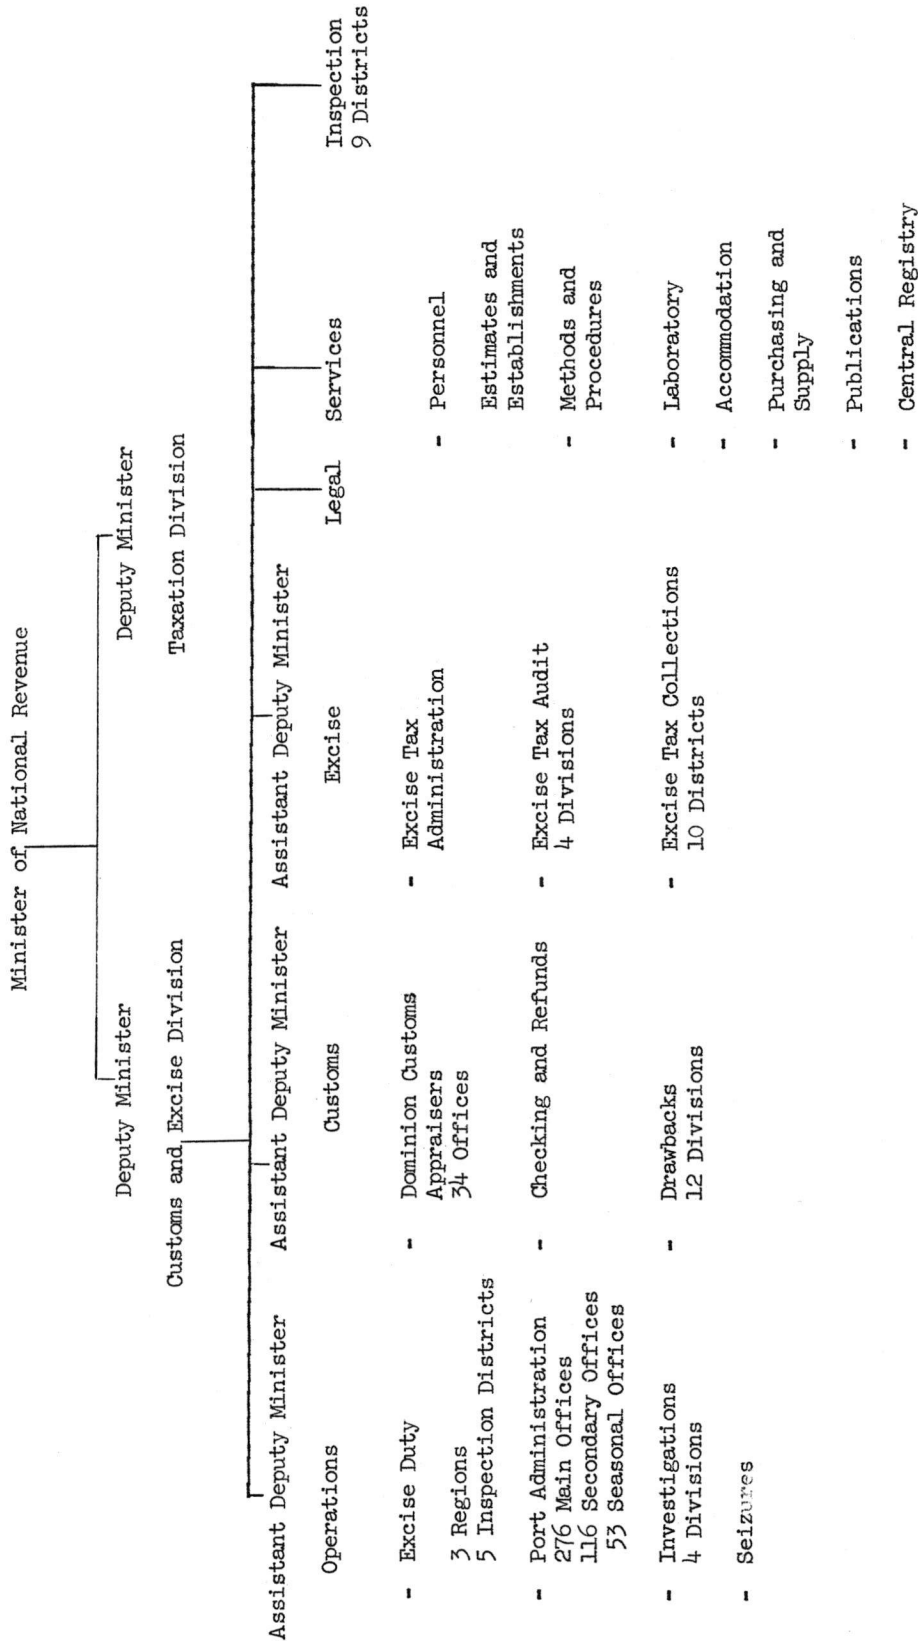 Minister of National Revenue
Deputy Minister
Customs and Excise Division
Deputy Minister
Taxation Division
Assistant Deputy Minister
Operations
- Excise Duty
3 Regions
5 Inspection Districts
- Port Administration
276 Main Offices
116 Secondary Offices
53 Seasonal Offices
- Investigations
4 Divisions
- Seizures
Assistant Deputy Minister
Customs
- Dominion Customs
Appraisers
34 Offices
- Checking and Refunds
- Drawbacks
12 Divisions
Assistant Deputy Minister
Excise
- Excise Tax
Administration
- Excise Tax Audit
4 Divisions
- Excise Tax Collections
10 Districts
Legal
Services
- Personnel
Estimates and
Establishments
- Methods and
Procedures
- Laboratory
- Accommodation
- Purchasing and
Supply
- Publications
- Central Registry
Inspection
9 Districts